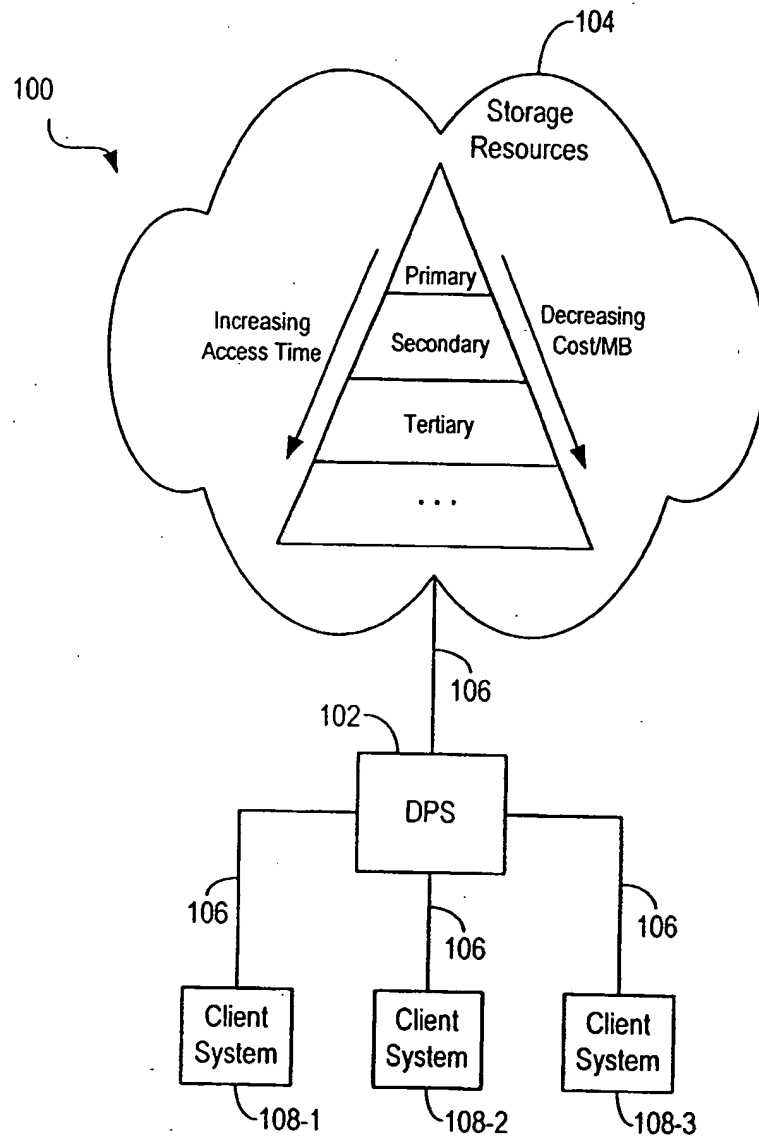 104
100
Storage
Resources
Primary
Increasing
Access Time
Decreasing
Cost/MB
Secondary
Tertiary
...
106
102
DPS
106
106
106
Client
System
Client
System
Client
System
108-1
108-2
108-3